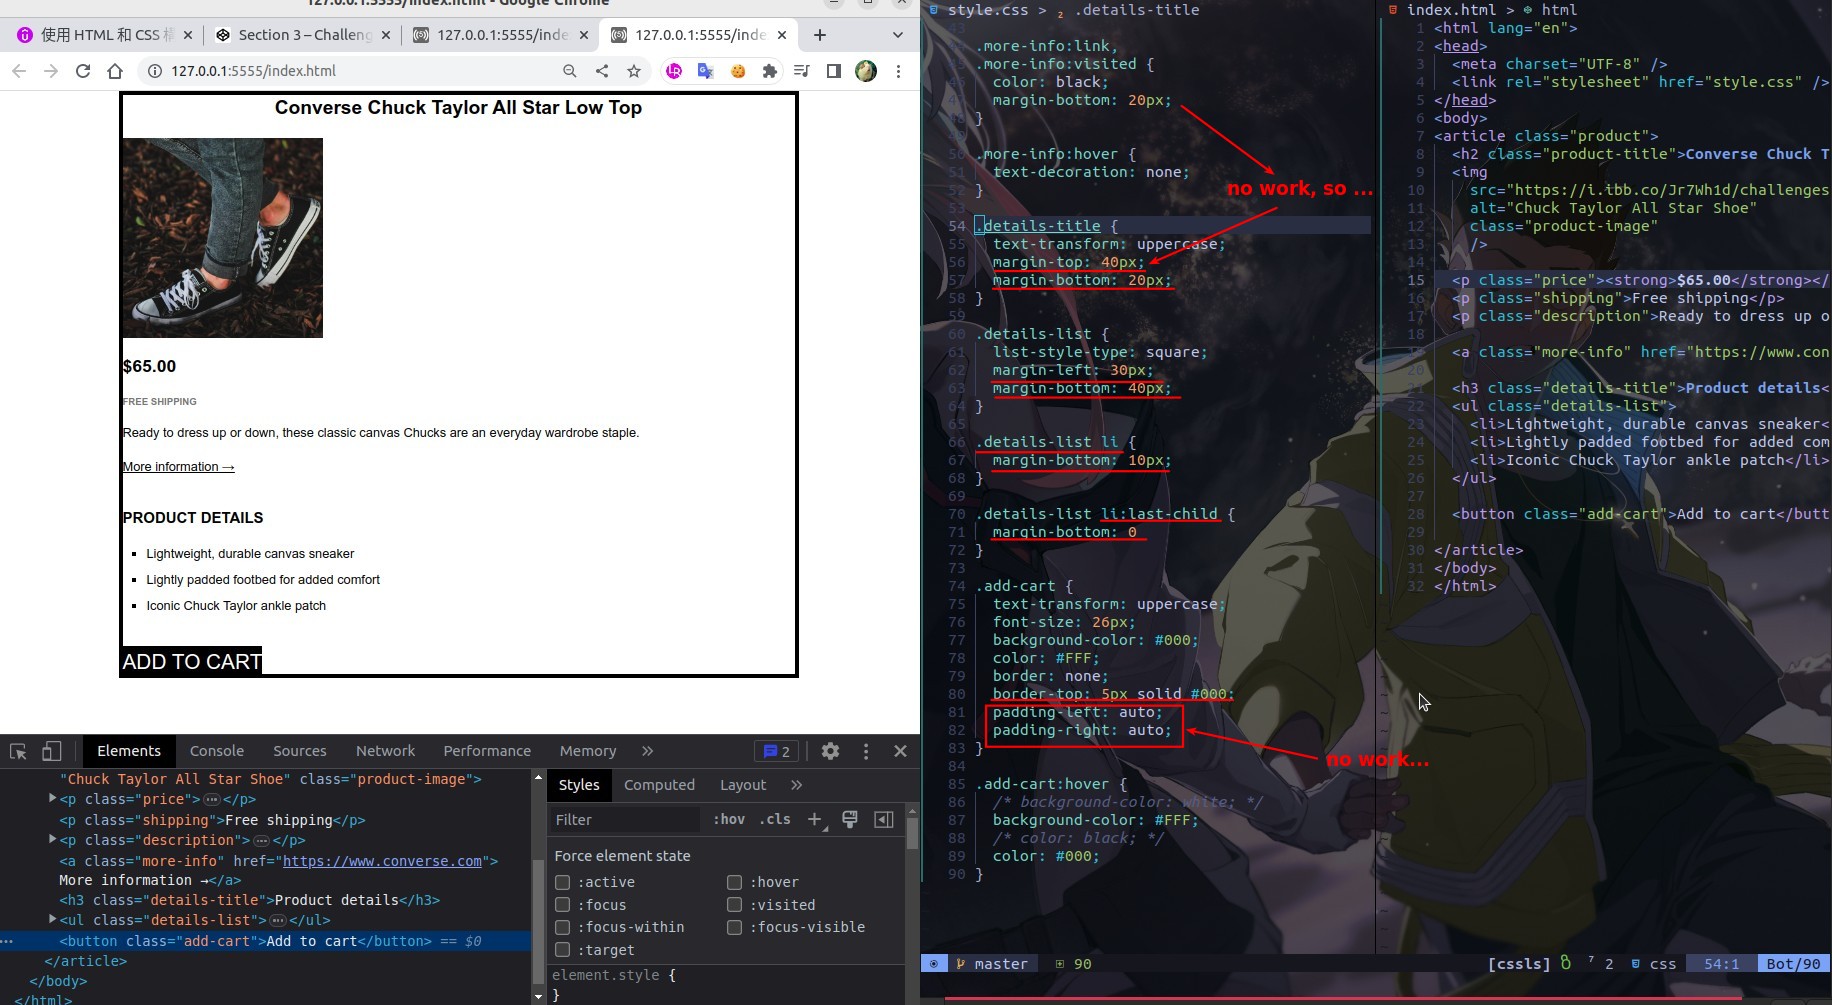 127.0.0.1:5555/index.html - Google Chrome
使用 HTML 和 CSS 構
Section 3 – Challeng
127.0.0.1:5555/inde
127.0.0.1:5555/inde
127.0.0.1:5555/index.html
Converse Chuck Taylor All Star Low Top
$65.00
FREE SHIPPING
Ready to dress up or down, these classic canvas Chucks are an everyday wardrobe staple.
More information →
PRODUCT DETAILS
Lightweight, durable canvas sneaker
Lightly padded footbed for added comfort
Iconic Chuck Taylor ankle patch
ADD TO CART
Elements Console Sources Network Performance Memory » 2
"Chuck Taylor All Star Shoe" class="product-image">
<p class="price">…</p>
<p class="shipping">Free shipping</p>
<p class="description">…</p>
<a class="more-info" href="https://www.converse.com">
More information →</a>
<h3 class="details-title">Product details</h3>
<ul class="details-list">…</ul>
<button class="add-cart">Add to cart</button> == $0
</article>
</body>
</html>
Styles Computed Layout »
Filter :hov .cls
Force element state
:active :hover
:focus :visited
:focus-within :focus-visible
:target
element.style {
}
style.css > .details-title
43
.more-info:link,
.more-info:visited {
color: black;
margin-bottom: 20px;
}
50 .more-info:hover {
51 text-decoration: none;
52 }
53
54 .details-title {
55 text-transform: uppercase;
56 margin-top: 40px;
57 margin-bottom: 20px;
58 }
59
60 .details-list {
61 list-style-type: square;
62 margin-left: 30px;
63 margin-bottom: 40px;
64 }
65
66 .details-list li {
67 margin-bottom: 10px;
68 }
69
70 .details-list li:last-child {
71 margin-bottom: 0
72 }
73
74 .add-cart {
75 text-transform: uppercase;
76 font-size: 26px;
77 background-color: #000;
78 color: #FFF;
79 border: none;
80 border-top: 5px solid #000;
81 padding-left: auto;
82 padding-right: auto;
83 }
84
85 .add-cart:hover {
86 /* background-color: white; */
87 background-color: #FFF;
88 /* color: black; */
89 color: #000;
90 }
no work, so ...
no work...
index.html > html
1 <html lang="en">
2 <head>
3 <meta charset="UTF-8" />
4 <link rel="stylesheet" href="style.css" />
5 </head>
6 <body>
7 <article class="product">
8 <h2 class="product-title">Converse Chuck T
9 <img
10 src="https://i.ibb.co/Jr7Wh1d/challenges
11 alt="Chuck Taylor All Star Shoe"
12 class="product-image"
13 />
14
15 <p class="price"><strong>$65.00</strong></
16 <p class="shipping">Free shipping</p>
17 <p class="description">Ready to dress up o
18
19 <a class="more-info" href="https://www.con
20
21 <h3 class="details-title">Product details<
22 <ul class="details-list">
23 <li>Lightweight, durable canvas sneaker<
24 <li>Lightly padded footbed for added com
25 <li>Iconic Chuck Taylor ankle patch</li>
26 </ul>
27
28 <button class="add-cart">Add to cart</butt
29
30 </article>
31 </body>
32 </html>
master 90 [cssls] 7 2 css 54:1 Bot/90